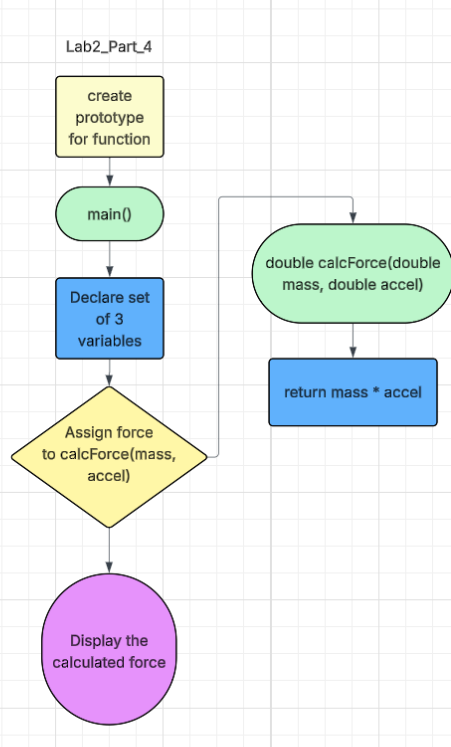 Lab2_Part_4
create
prototype
for function
main()
Declare set
of 3
variables
Assign force
to calcForce(mass,
accel)
Display the
calculated force
double calcForce(double
mass, double accel)
return mass * accel